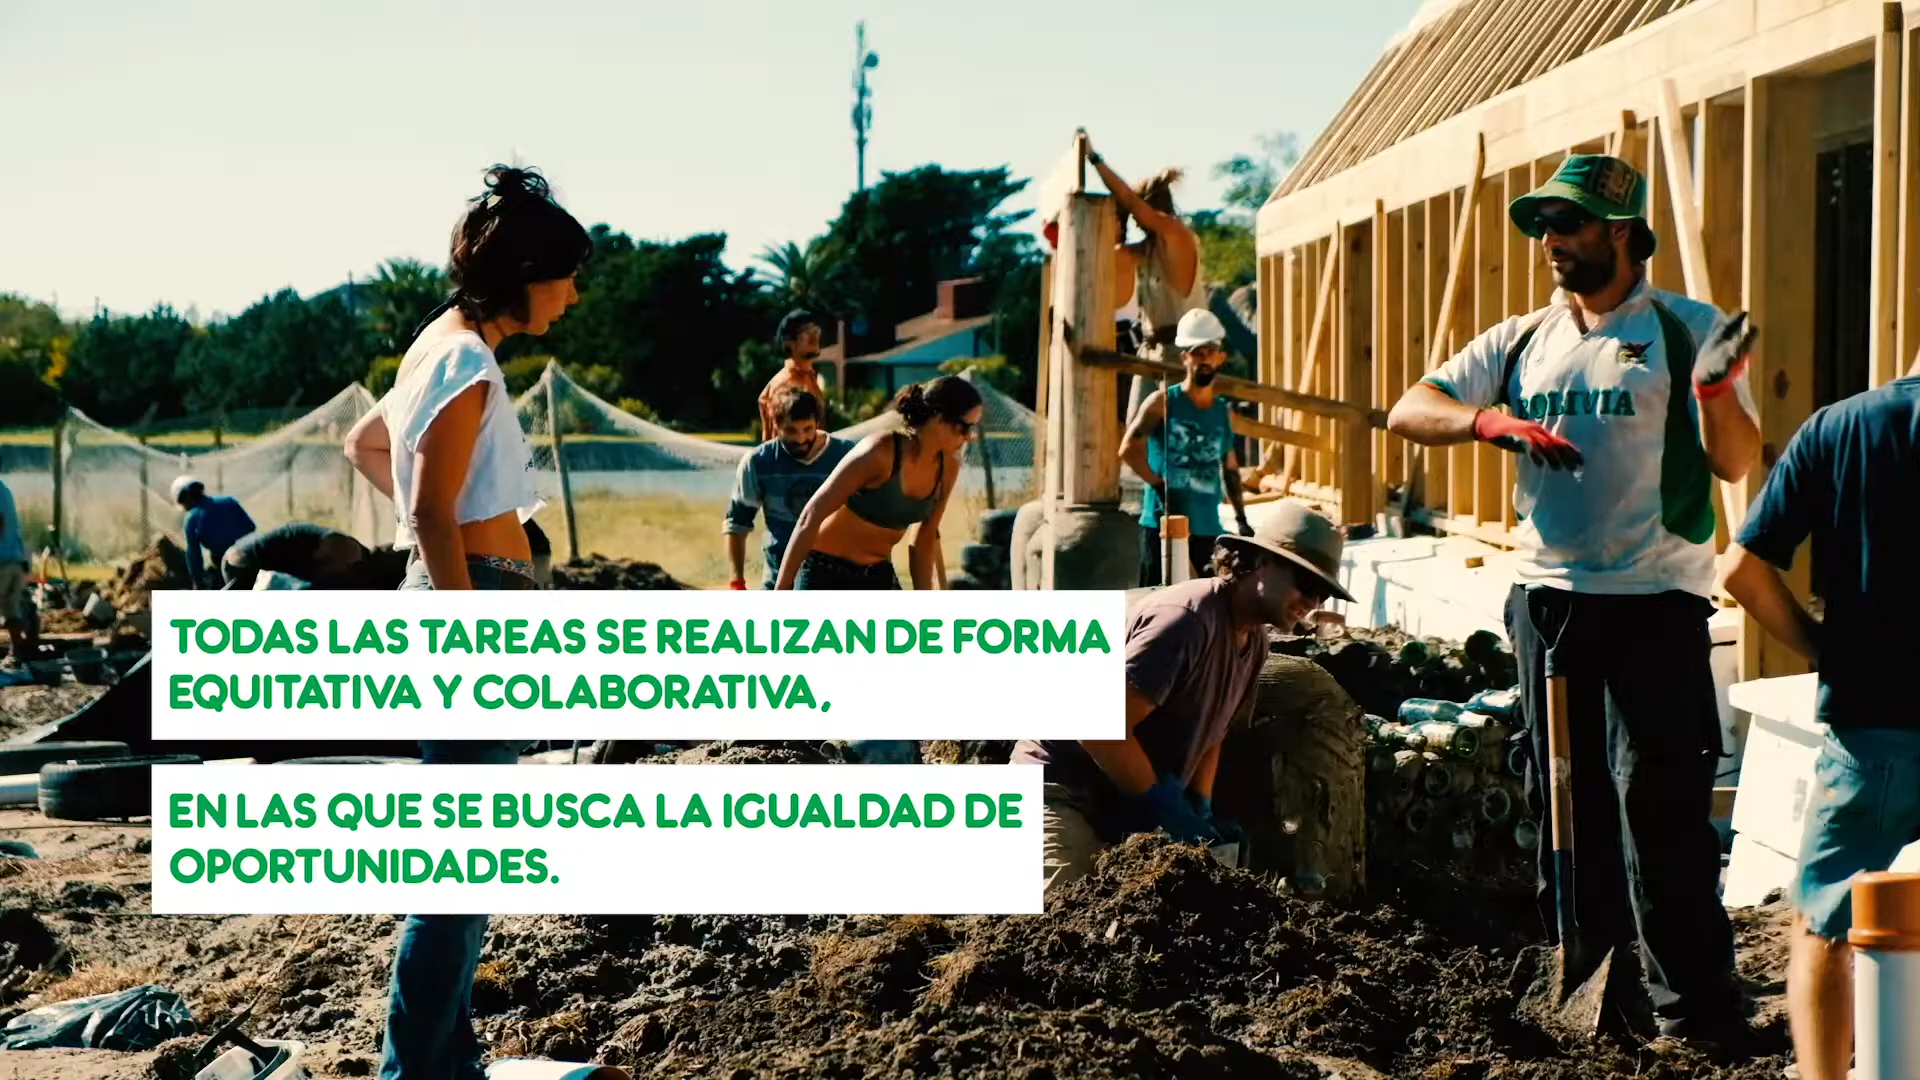 TODAS LAS TAREAS SE REALIZAN DE FORMA
EQUITATIVA Y COLABORATIVA,
EN LAS QUE SE BUSCA LA IGUALDAD DE
OPORTUNIDADES.
BOLIVIA